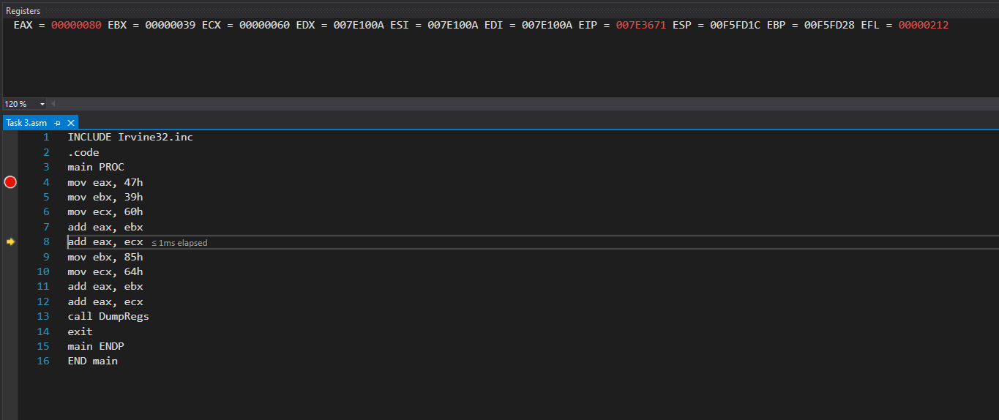 Registers
EAX = 00000080 EBX = 00000039 ECX = 00000060 EDX = 007E100A ESI = 007E100A EDI = 007E100A EIP = 007E3671 ESP = 00F5FD1C EBP = 00F5FD28 EFL = 00000212
120 %
Task 3.asm
1 INCLUDE Irvine32.inc
2 .code
3 main PROC
4 mov eax, 47h
5 mov ebx, 39h
6 mov ecx, 60h
7 add eax, ebx
8 add eax, ecx ≤ 1ms elapsed
9 mov ebx, 85h
10 mov ecx, 64h
11 add eax, ebx
12 add eax, ecx
13 call DumpRegs
14 exit
15 main ENDP
16 END main